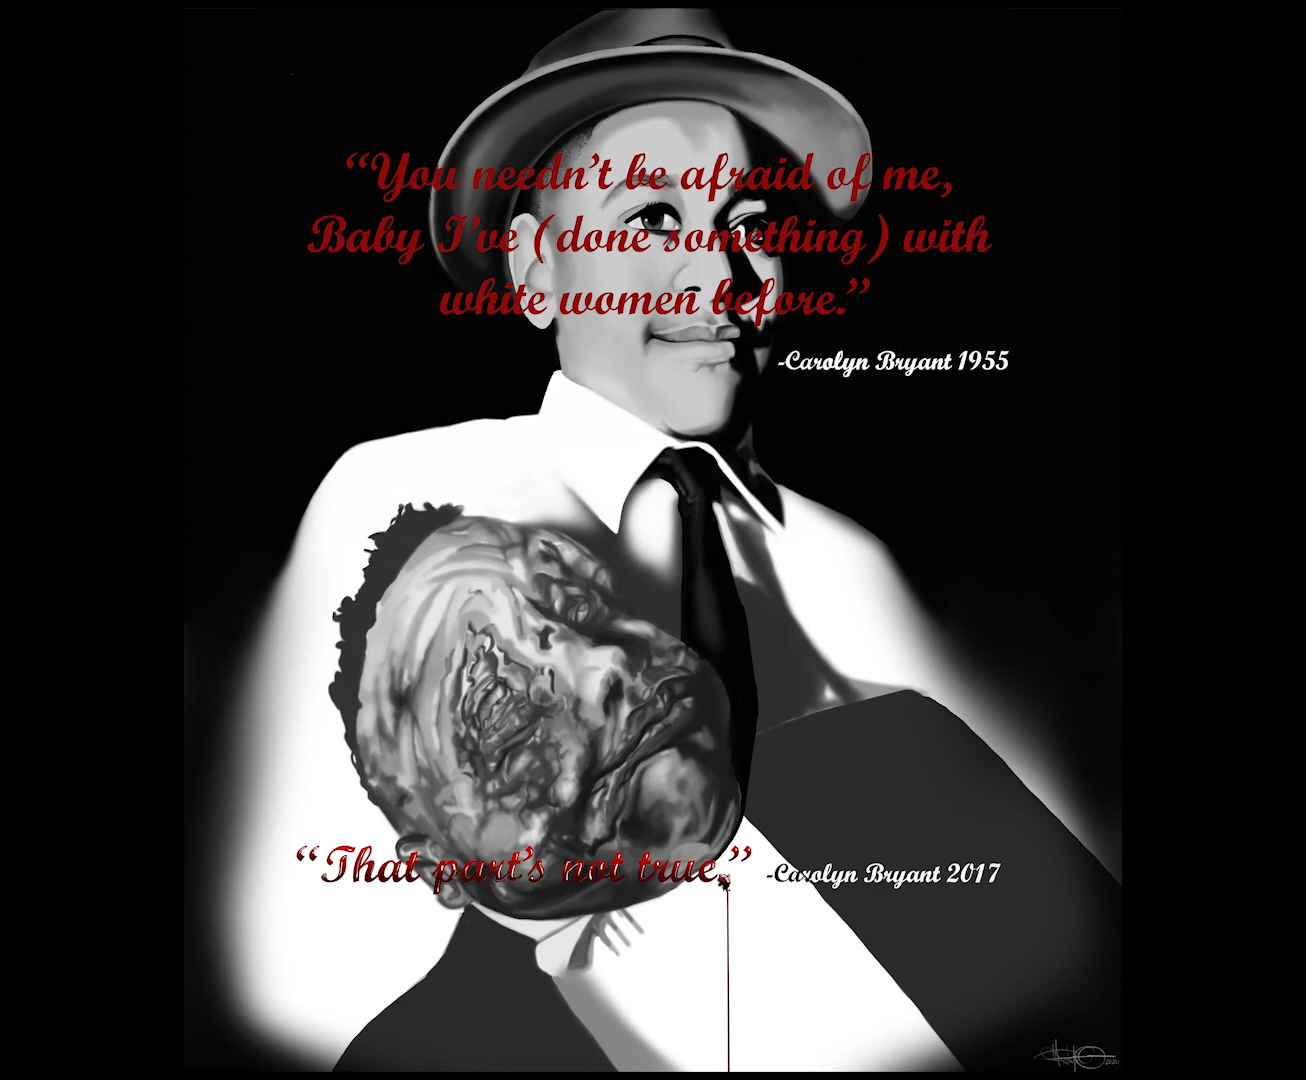 “You needn’t be afraid of me,
Baby I’ve (done something) with
white women before.”
-Carolyn Bryant 1955
“That part’s not true.” -Carolyn Bryant 2017
2020